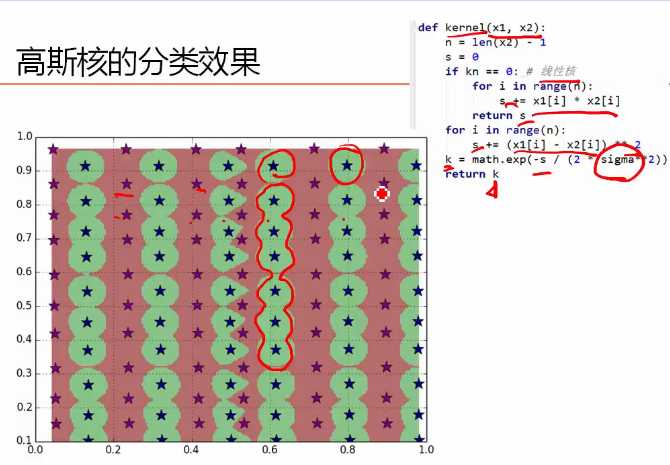 高斯核的分类效果
def kernel(x1, x2):
n = len(x2) - 1
s = 0
if kn == 0: # 线性核
for i in range(n):
s += x1[i] * x2[i]
return s
for i in range(n):
s += (x1[i] - x2[i]) ** 2
k = math.exp(-s / (2 * sigma**2))
return k
1.0
0.9
0.8
0.7
0.6
0.5
0.4
0.3
0.2
0.1
0.0 0.2 0.4 0.6 0.8 1.0